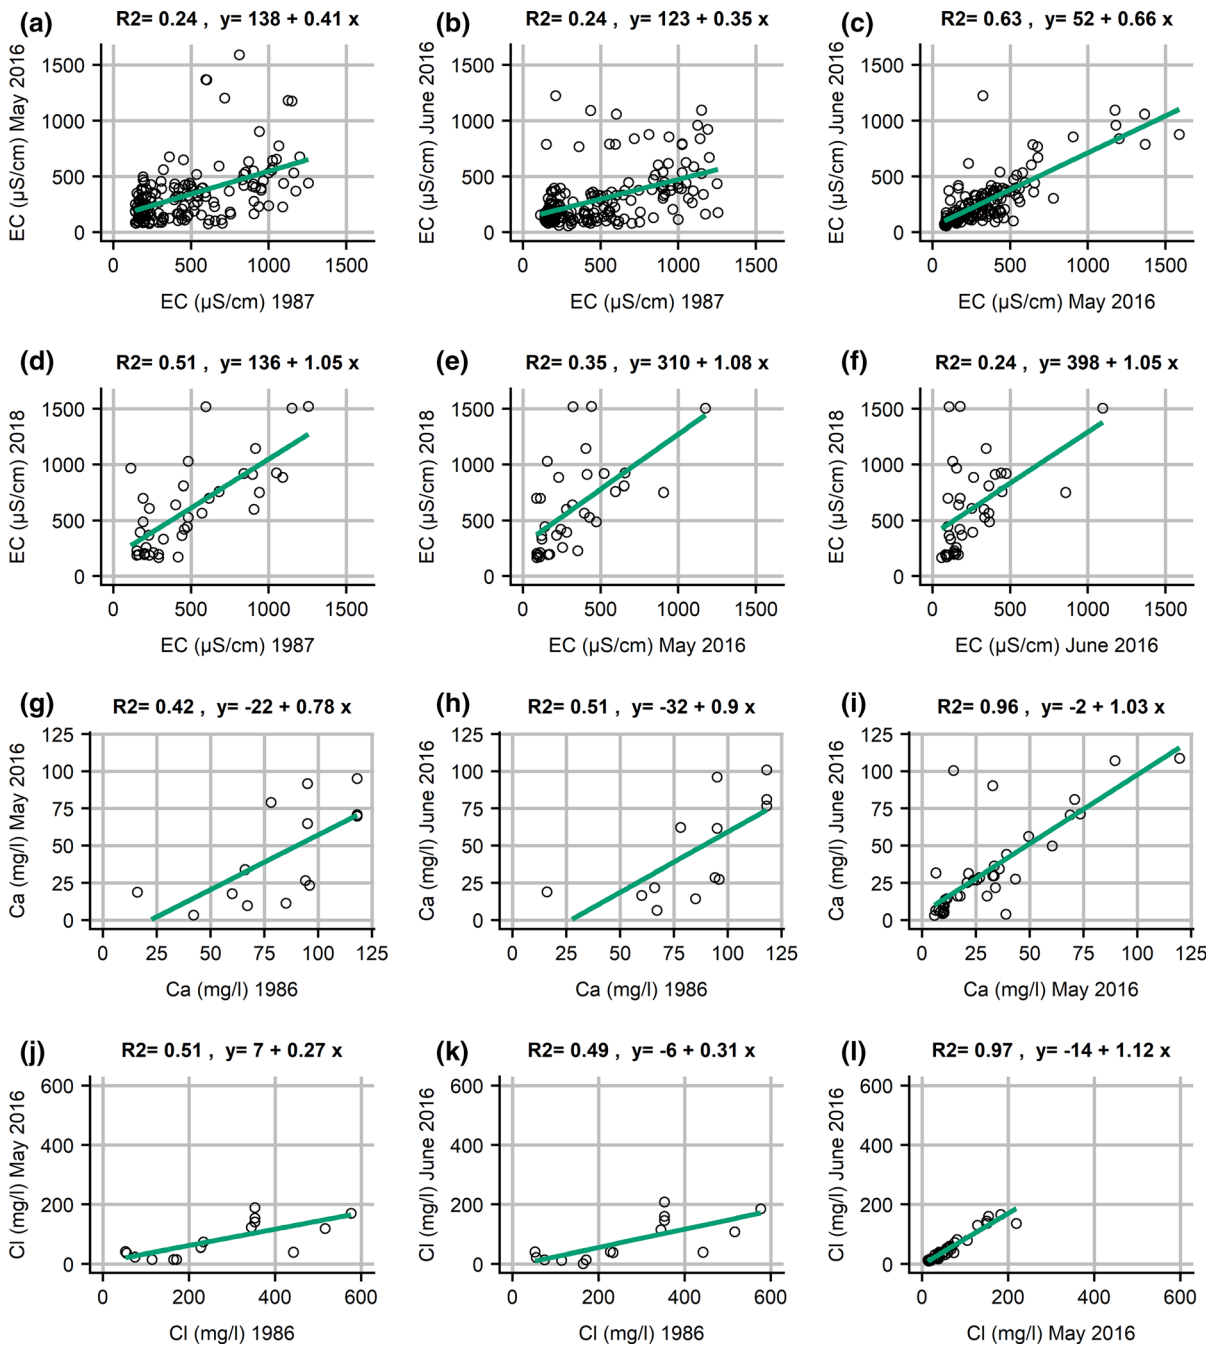 (a) R2= 0.24 , y= 138 + 0.41 x
EC (µS/cm) May 2016
1500
1000
500
0
0 500 1000 1500
EC (µS/cm) 1987
(b) R2= 0.24 , y= 123 + 0.35 x
EC (µS/cm) June 2016
1500
1000
500
0
0 500 1000 1500
EC (µS/cm) 1987
(c) R2= 0.63 , y= 52 + 0.66 x
EC (µS/cm) June 2016
1500
1000
500
0
0 500 1000 1500
EC (µS/cm) May 2016
(d) R2= 0.51 , y= 136 + 1.05 x
EC (µS/cm) 2018
1500
1000
500
0
0 500 1000 1500
EC (µS/cm) 1987
(e) R2= 0.35 , y= 310 + 1.08 x
EC (µS/cm) 2018
1500
1000
500
0
0 500 1000 1500
EC (µS/cm) May 2016
(f) R2= 0.24 , y= 398 + 1.05 x
EC (µS/cm) 2018
1500
1000
500
0
0 500 1000 1500
EC (µS/cm) June 2016
(g) R2= 0.42 , y= -22 + 0.78 x
Ca (mg/l) May 2016
125
100
75
50
25
0
0 25 50 75 100 125
Ca (mg/l) 1986
(h) R2= 0.51 , y= -32 + 0.9 x
Ca (mg/l) June 2016
125
100
75
50
25
0
0 25 50 75 100 125
Ca (mg/l) 1986
(i) R2= 0.96 , y= -2 + 1.03 x
Ca (mg/l) June 2016
125
100
75
50
25
0
0 25 50 75 100 125
Ca (mg/l) May 2016
(j) R2= 0.51 , y= 7 + 0.27 x
Cl (mg/l) May 2016
600
400
200
0
0 200 400 600
Cl (mg/l) 1986
(k) R2= 0.49 , y= -6 + 0.31 x
Cl (mg/l) June 2016
600
400
200
0
0 200 400 600
Cl (mg/l) 1986
(l) R2= 0.97 , y= -14 + 1.12 x
Cl (mg/l) June 2016
600
400
200
0
0 200 400 600
Cl (mg/l) May 2016